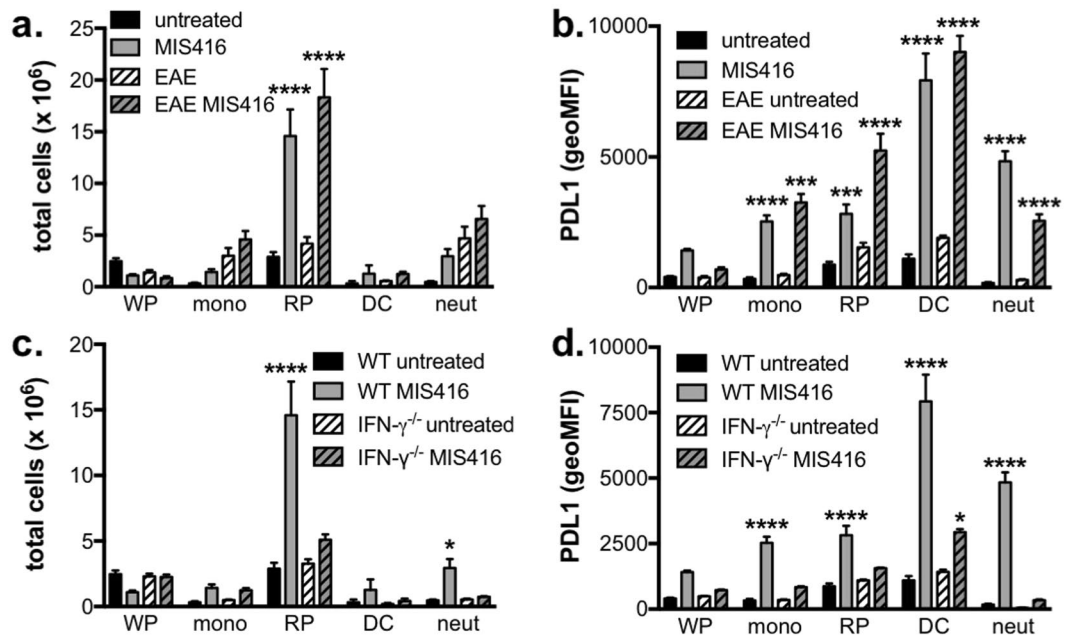 a.
untreated
MIS416
EAE
EAE MIS416
total cells (x 10⁶)
25
20
15
10
5
0
**** ****
WP mono RP DC neut
b.
untreated
MIS416
EAE untreated
EAE MIS416
PDL1 (geoMFI)
10000
5000
0
**** *** *** **** **** **** **** ****
WP mono RP DC neut
c.
WT untreated
WT MIS416
IFN-γ⁻/⁻ untreated
IFN-γ⁻/⁻ MIS416
total cells (x 10⁶)
20
15
10
5
0
**** *
WP mono RP DC neut
d.
WT untreated
WT MIS416
IFN-γ⁻/⁻ untreated
IFN-γ⁻/⁻ MIS416
PDL1 (geoMFI)
10000
7500
5000
2500
0
**** **** **** * ****
WP mono RP DC neut